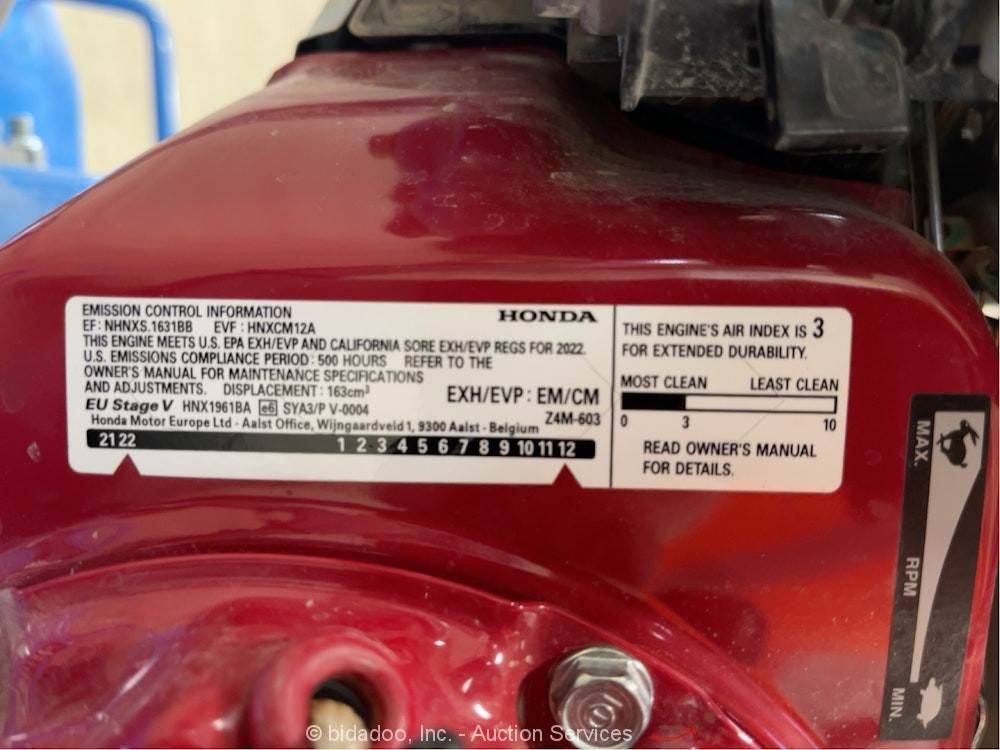 EMISSION CONTROL INFORMATION
HONDA
EF: NHNXS.1631BB EVF : HNXCM12A
THIS ENGINE MEETS U.S. EPA EXH/EVP AND CALIFORNIA SORE EXH/EVP REGS FOR 2022.
U.S. EMISSIONS COMPLIANCE PERIOD: 500 HOURS REFER TO THE
OWNER'S MANUAL FOR MAINTENANCE SPECIFICATIONS
AND ADJUSTMENTS. DISPLACEMENT : 163cm³
EXH/EVP : EM/CM
EU Stage V HNX1961BA e6 SYA3/P V-0004
Z4M-603
Honda Motor Europe Ltd - Aalst Office, Wijngaardveld 1, 9300 Aalst - Belgium
21 22 1 2 3 4 5 6 7 8 9 10 11 12
THIS ENGINE'S AIR INDEX IS 3
FOR EXTENDED DURABILITY.
MOST CLEAN LEAST CLEAN
0 3 10
READ OWNER'S MANUAL
FOR DETAILS.
MAX.
RPM
MIN.
© bidadoo, Inc. - Auction Services